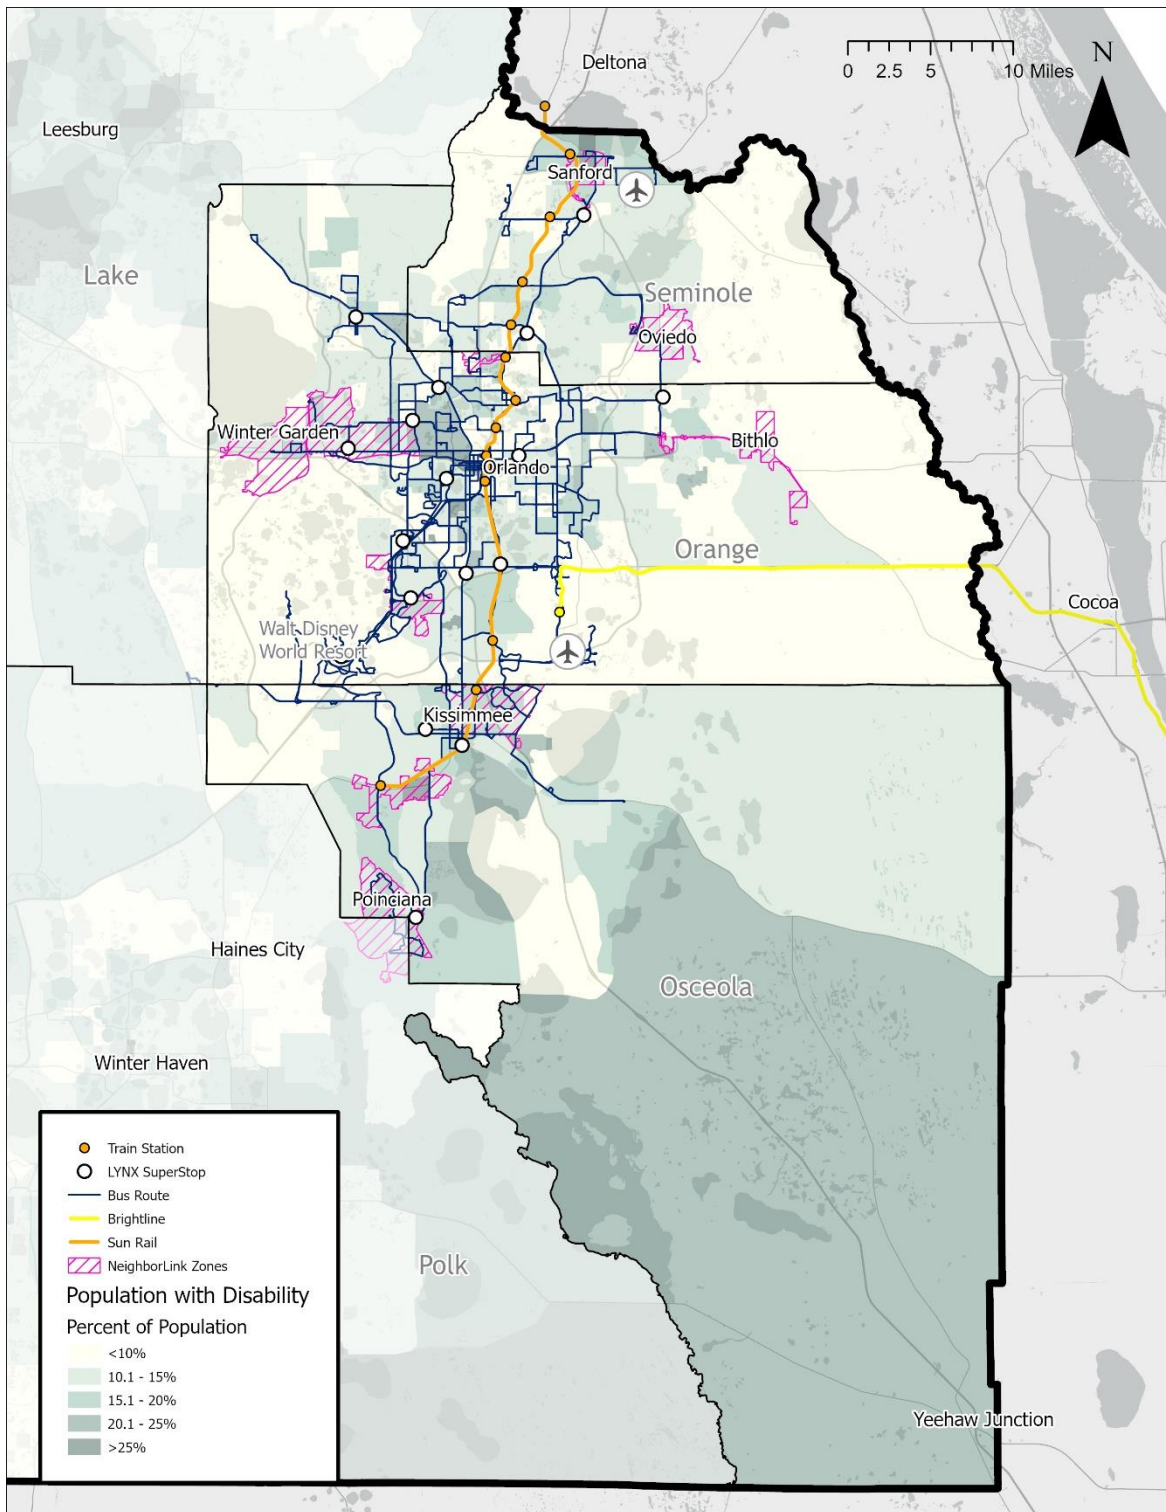 Deltona
0 2.5 5 10 Miles
N
Leesburg
Sanford
Lake
Seminole
Oviedo
Winter Garden
Bithlo
Orlando
Orange
Cocoa
Walt Disney
World Resort
Kissimmee
Poinciana
Haines City
Osceola
Winter Haven
Polk
Yeehaw Junction
Train Station
LYNX SuperStop
Bus Route
Brightline
Sun Rail
NeighborLink Zones
Population with Disability
Percent of Population
<10%
10.1 - 15%
15.1 - 20%
20.1 - 25%
>25%